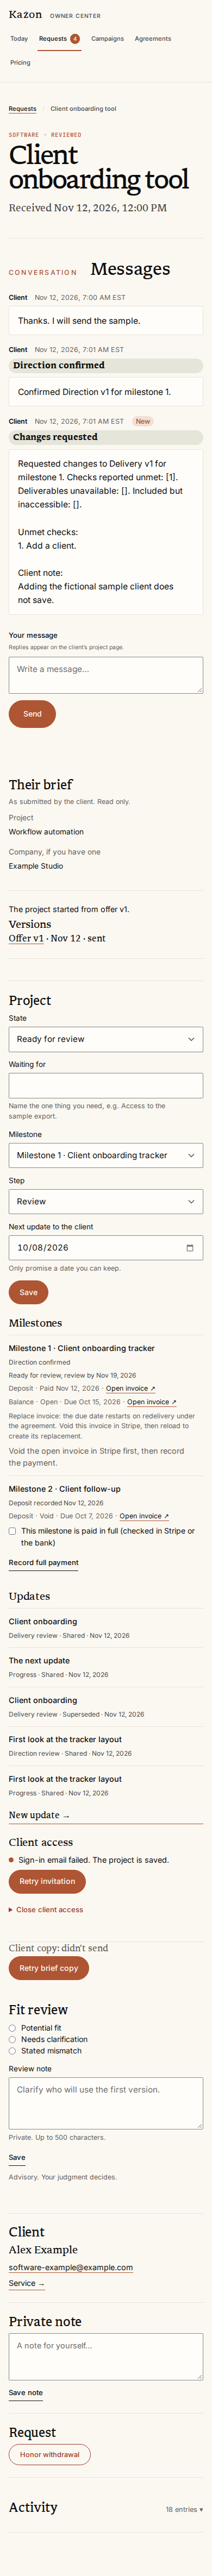 Kazon OWNER CENTER
Today Requests 4 Campaigns Agreements
Pricing
Requests / Client onboarding tool
SOFTWARE · REVIEWED
Client
onboarding tool
Received Nov 12, 2026, 12:00 PM
CONVERSATION Messages
Client Nov 12, 2026, 7:00 AM EST
Thanks. I will send the sample.
Client Nov 12, 2026, 7:01 AM EST
Direction confirmed
Confirmed Direction v1 for milestone 1.
Client Nov 12, 2026, 7:01 AM EST New
Changes requested
Requested changes to Delivery v1 for
milestone 1. Checks reported unmet: [1].
Deliverables unavailable: []. Included but
inaccessible: [].
Unmet checks:
1. Add a client.
Client note:
Adding the fictional sample client does
not save.
Your message
Replies appear on the client's project page.
Write a message...
Send
Their brief
As submitted by the client. Read only.
Project
Workflow automation
Company, if you have one
Example Studio
The project started from offer v1.
Versions
Offer v1 · Nov 12 · sent
Project
State
Ready for review
Waiting for
Name the one thing you need, e.g. Access to the
sample export.
Milestone
Milestone 1 · Client onboarding tracker
Step
Review
Next update to the client
10/08/2026
Only promise a date you can keep.
Save
Milestones
Milestone 1 · Client onboarding tracker
Direction confirmed
Ready for review, review by Nov 19, 2026
Deposit · Paid Nov 12, 2026 · Open invoice ↗
Balance · Open · Due Oct 15, 2026 · Open invoice ↗
Replace invoice: the due date restarts on redelivery under
the agreement. Void this invoice in Stripe, then reload to
create its replacement.
Void the open invoice in Stripe first, then record
the payment.
Milestone 2 · Client follow-up
Deposit recorded Nov 12, 2026
Deposit · Void · Due Oct 7, 2026 · Open invoice ↗
This milestone is paid in full (checked in Stripe or
the bank)
Record full payment
Updates
Client onboarding
Delivery review · Shared · Nov 12, 2026
The next update
Progress · Shared · Nov 12, 2026
Client onboarding
Delivery review · Superseded · Nov 12, 2026
First look at the tracker layout
Direction review · Shared · Nov 12, 2026
First look at the tracker layout
Progress · Shared · Nov 12, 2026
New update →
Client access
Sign-in email failed. The project is saved.
Retry invitation
Close client access
Client copy: didn't send
Retry brief copy
Fit review
Potential fit
Needs clarification
Stated mismatch
Review note
Clarify who will use the first version.
Private. Up to 500 characters.
Save
Advisory. Your judgment decides.
Client
Alex Example
software-example@example.com
Service →
Private note
A note for yourself...
Save note
Request
Honor withdrawal
Activity 18 entries ▾